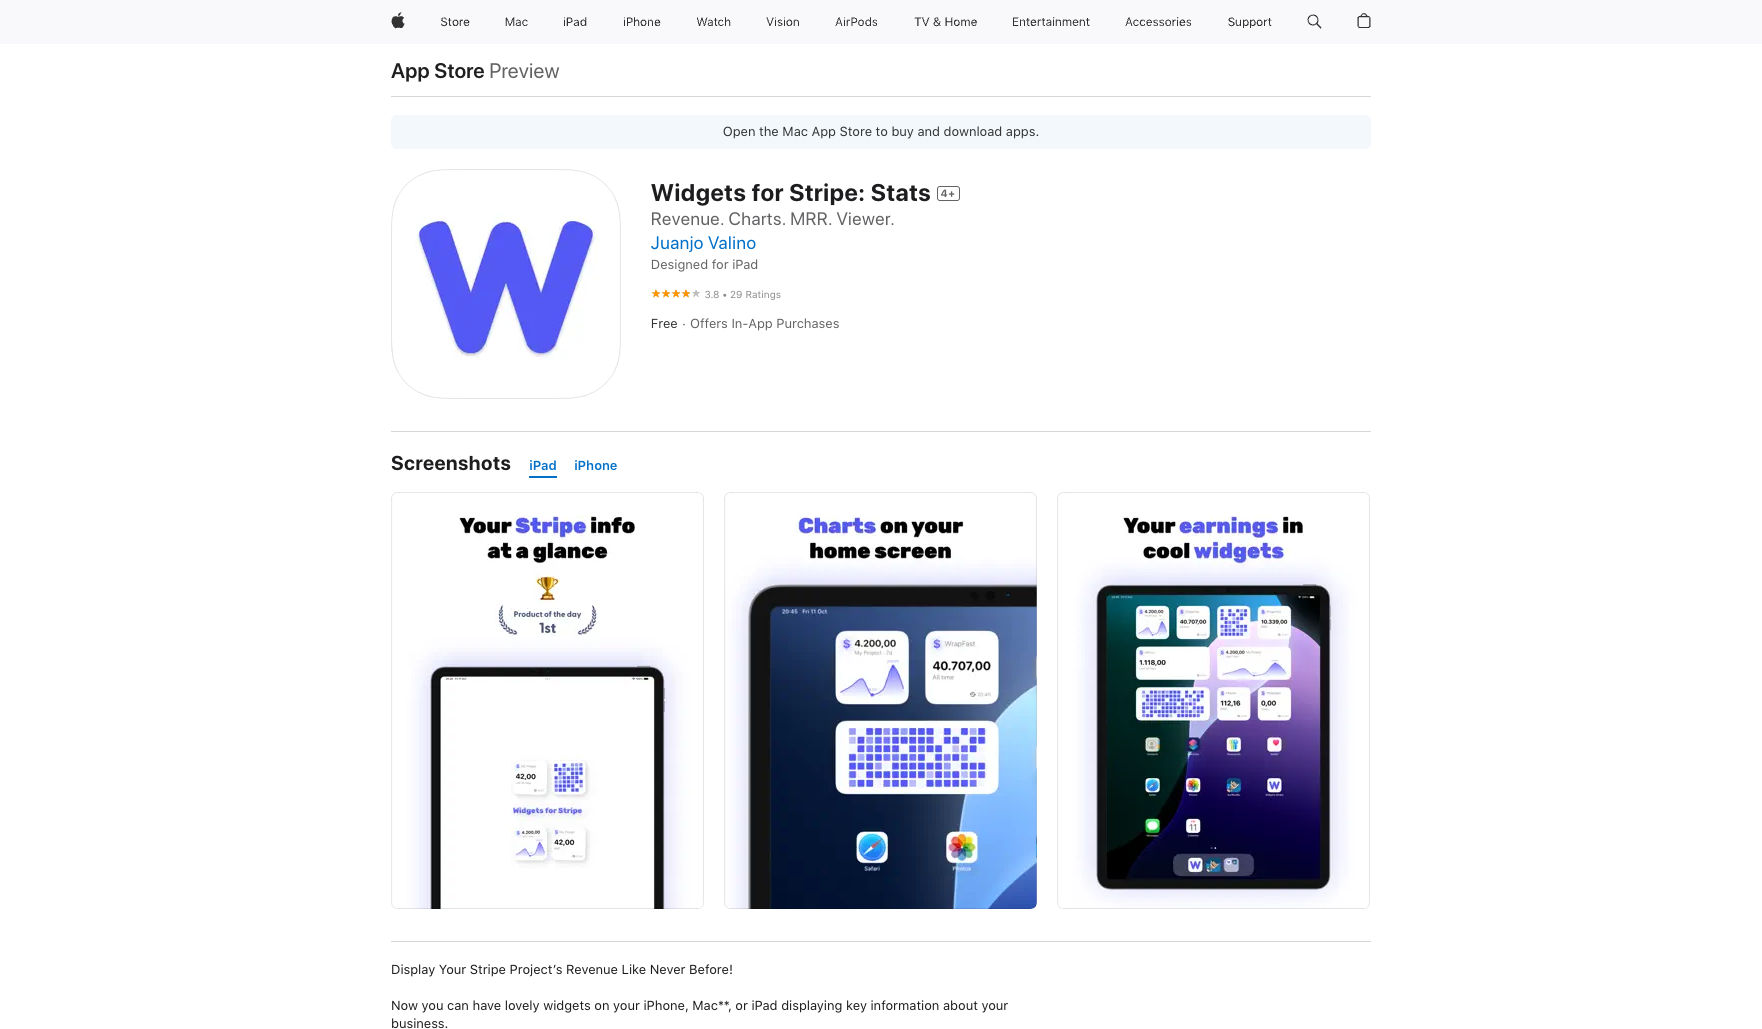 Store Mac iPad iPhone Watch Vision AirPods TV & Home Entertainment Accessories Support
App Store Preview
Open the Mac App Store to buy and download apps.
W
Widgets for Stripe: Stats 4+
Revenue. Charts. MRR. Viewer.
Juanjo Valino
Designed for iPad
3.8 • 29 Ratings
Free · Offers In-App Purchases
Screenshots iPad iPhone
Your Stripe info
at a glance
Product of the day
1st
42,00
Widgets for Stripe
4.200,00
42,00
Charts on your
home screen
20:45 Fri 11 Oct
$ 4.200,00
My Project
$ WrapFast
40.707,00
All time
Safari
Photos
Your earnings in
cool widgets
4.200,00
40.707,00
10.339,00
1.118,00
4.200,00
112,16
0,00
11
W
W
Display Your Stripe Project's Revenue Like Never Before!
Now you can have lovely widgets on your iPhone, Mac**, or iPad displaying key information about your
business.